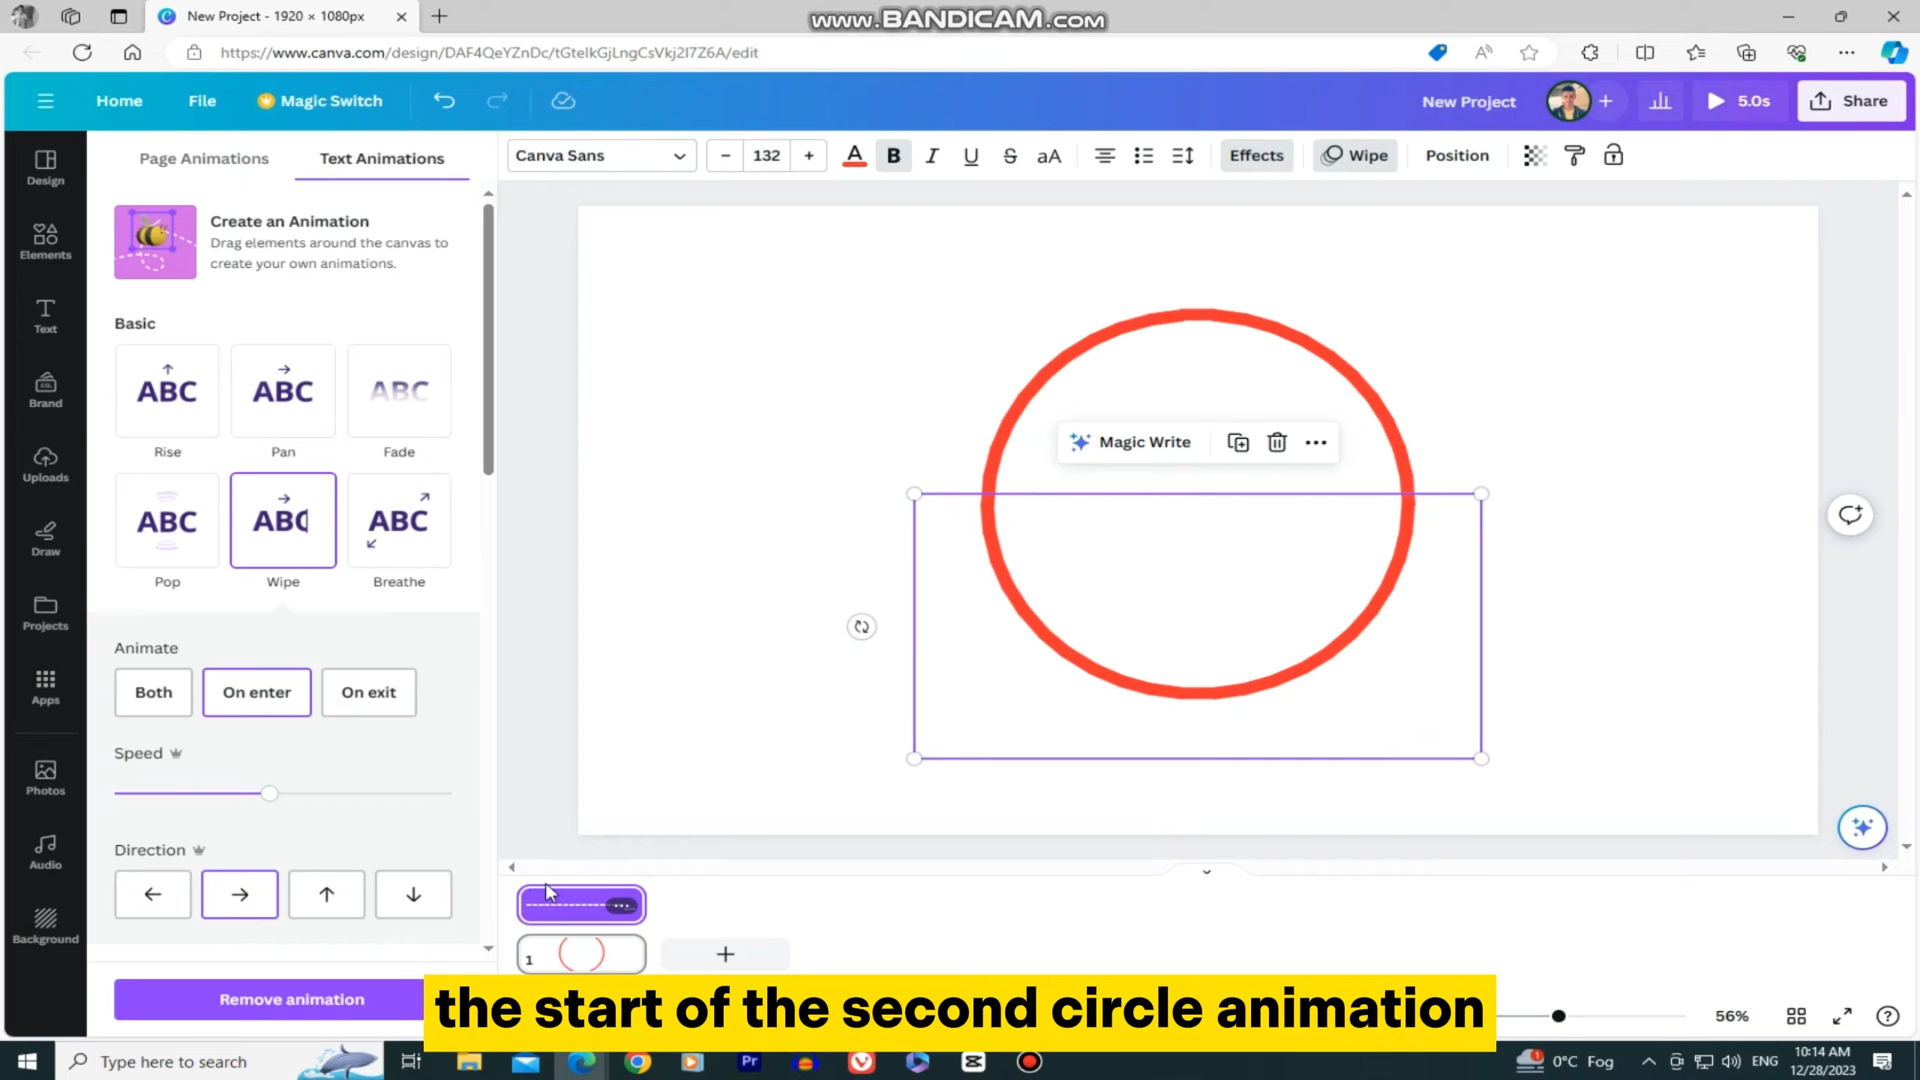 New Project - 1920 × 1080px
www.BANDICAM.com
https://www.canva.com/design/DAF4QeYZnDc/tGtelkGjLngCsVkj2I7Z6A/edit
Home
File
Magic Switch
New Project
5.0s
Share
Page Animations
Text Animations
Canva Sans
132
A
B
I
U
S
aA
Effects
Wipe
Position
Design
Elements
Text
Brand
Uploads
Draw
Projects
Apps
Photos
Audio
Background
Create an Animation
Drag elements around the canvas to
create your own animations.
Basic
ABC
Rise
ABC
Pan
ABC
Fade
ABC
Pop
ABC
Wipe
ABC
Breathe
Animate
Both
On enter
On exit
Speed
Direction
Remove animation
Magic Write
1
the start of the second circle animation
56%
Type here to search
Pr
0°C Fog
ENG
10:14 AM
12/28/2023